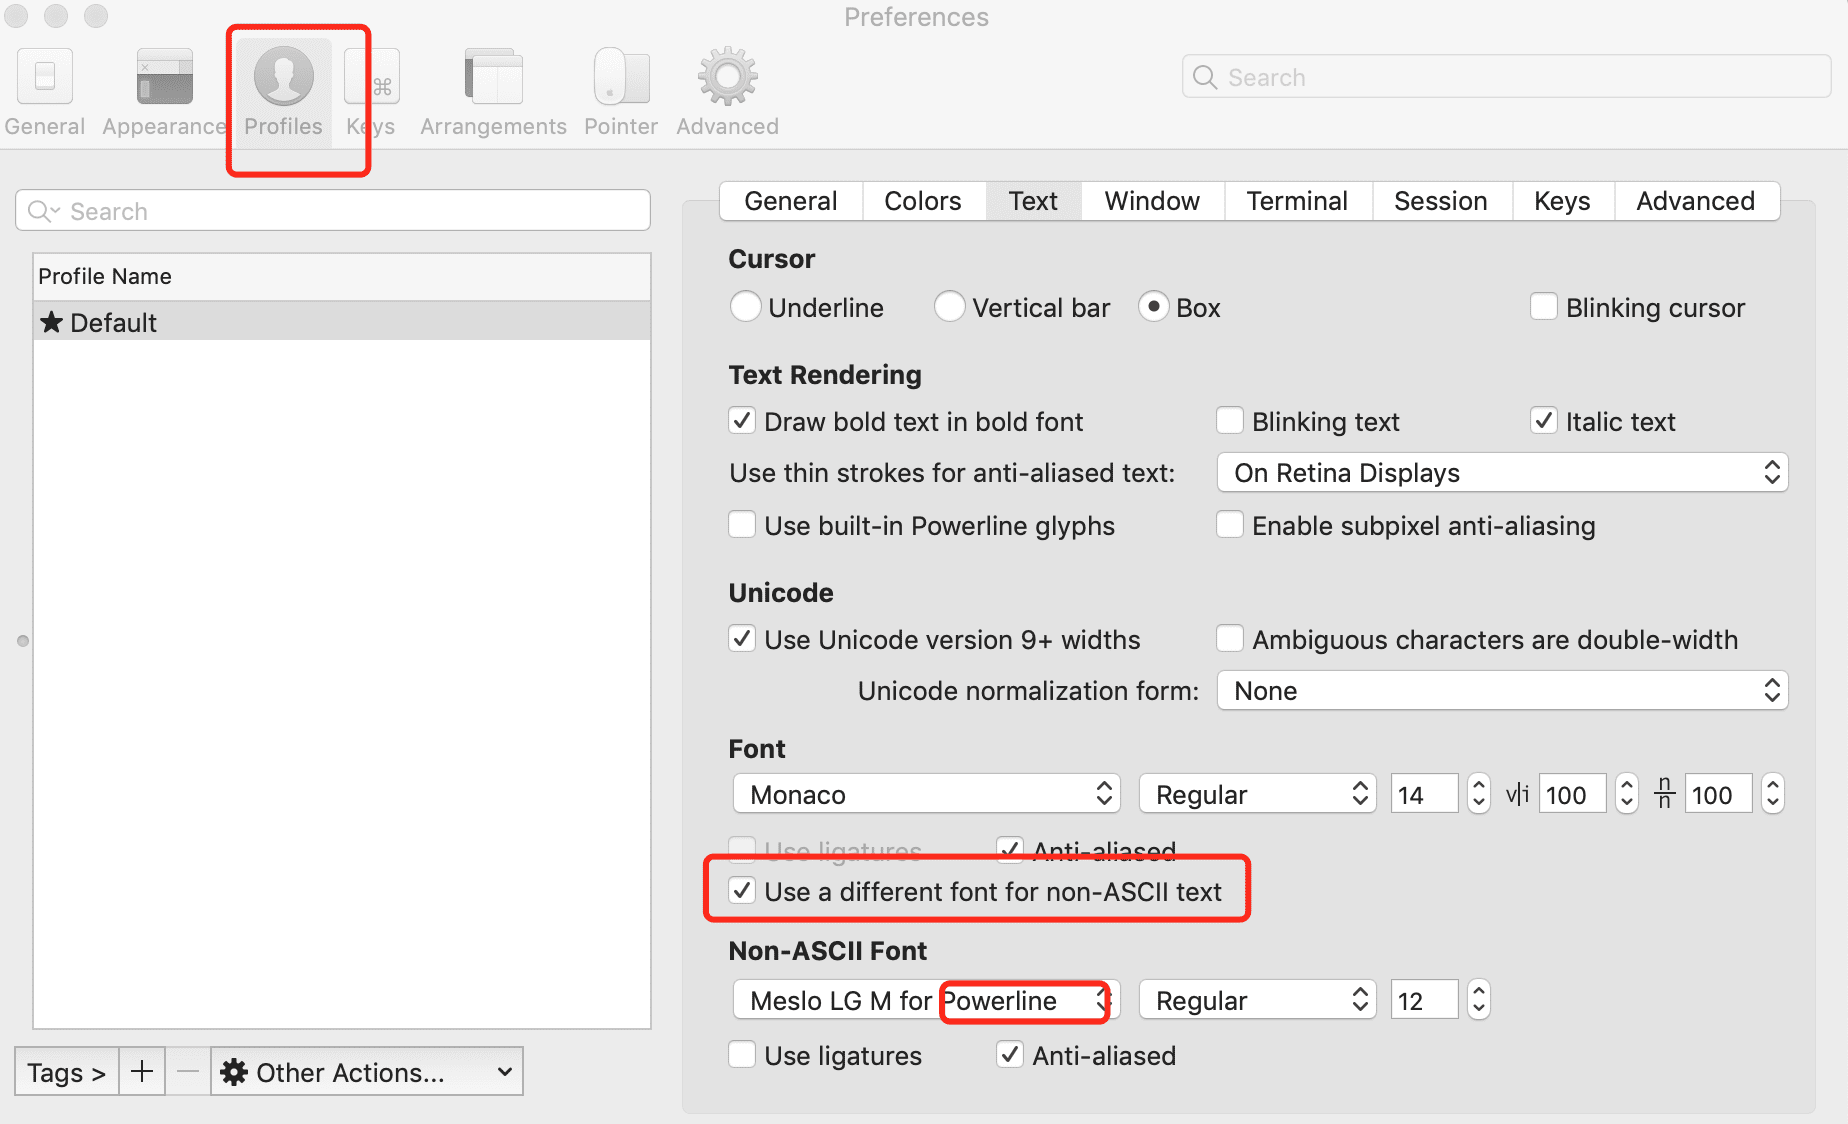 Preferences
General Appearance Profiles Keys Arrangements Pointer Advanced
Search
Search
Profile Name
★ Default
General Colors Text Window Terminal Session Keys Advanced
Cursor
Underline Vertical bar Box Blinking cursor
Text Rendering
Draw bold text in bold font Blinking text Italic text
Use thin strokes for anti-aliased text: On Retina Displays
Use built-in Powerline glyphs Enable subpixel anti-aliasing
Unicode
Use Unicode version 9+ widths Ambiguous characters are double-width
Unicode normalization form: None
Font
Monaco Regular 14 v|i 100 n/n 100
Use ligatures Anti-aliased
Use a different font for non-ASCII text
Non-ASCII Font
Meslo LG M for Powerline Regular 12
Use ligatures Anti-aliased
Tags > + − Other Actions...